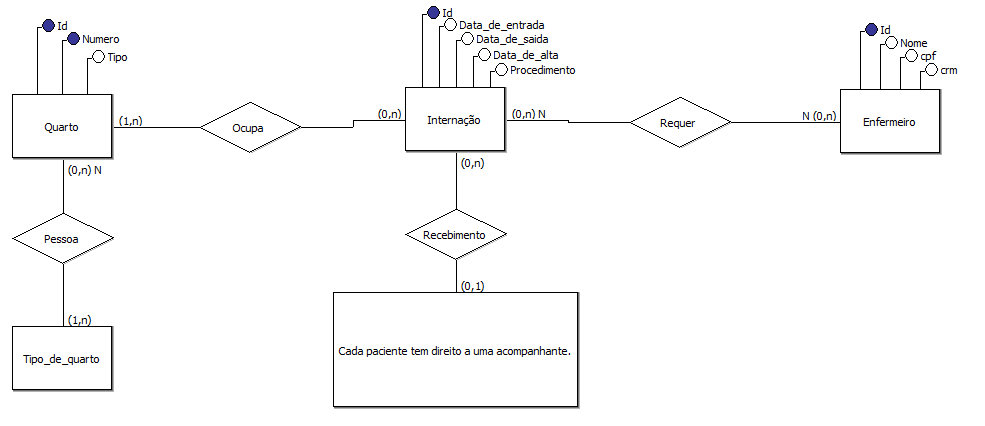 Id
Numero
Tipo
Quarto
(1,n)
Ocupa
(0,n)
Id
Data_de_entrada
Data_de_saida
Data_de_alta
Procedimento
Internação
(0,n) N
Requer
N (0,n)
Id
Nome
cpf
crm
Enfermeiro
(0,n) N
Pessoa
(1,n)
Tipo_de_quarto
(0,n)
Recebimento
(0,1)
Cada paciente tem direito a uma acompanhante.